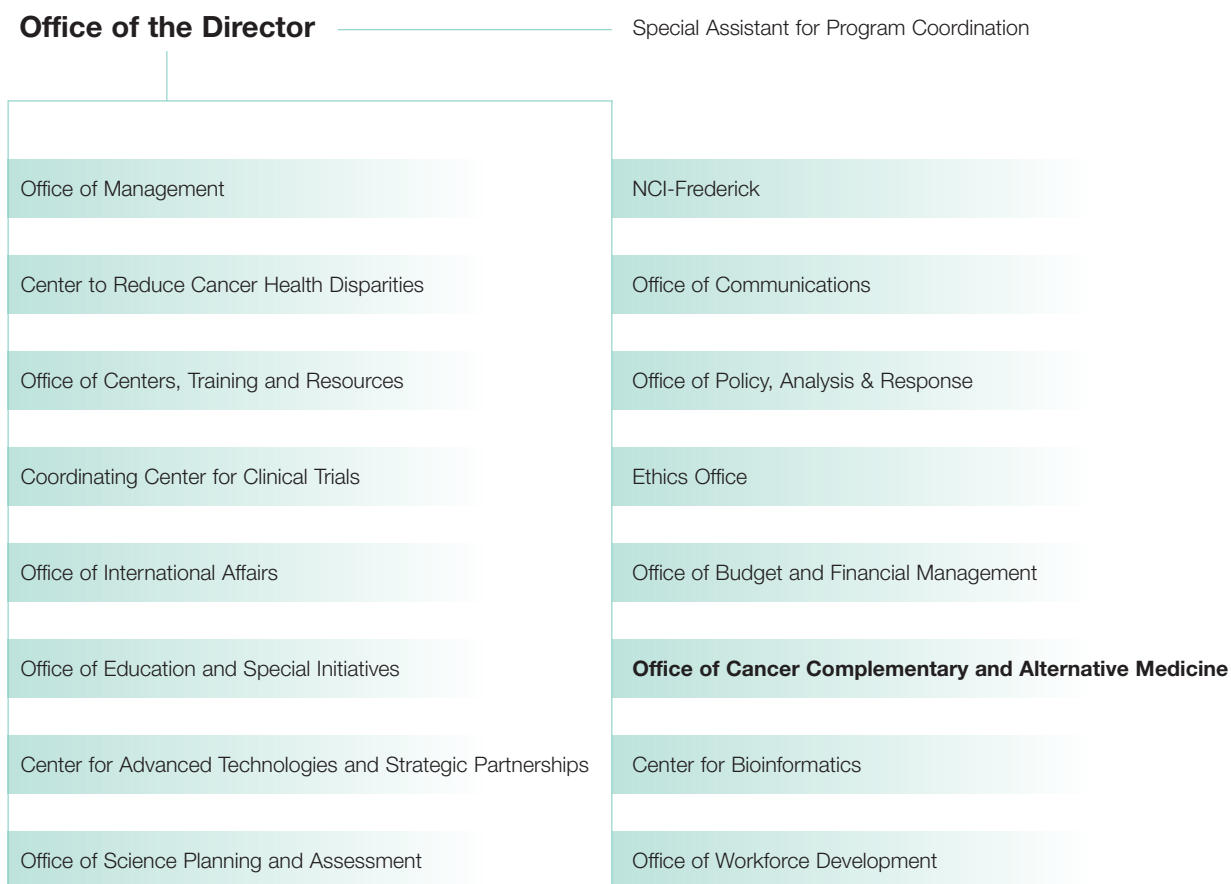 Office of the Director
Special Assistant for Program Coordination
Office of Management
Center to Reduce Cancer Health Disparities
Office of Centers, Training and Resources
Coordinating Center for Clinical Trials
Office of International Affairs
Office of Education and Special Initiatives
Center for Advanced Technologies and Strategic Partnerships
Office of Science Planning and Assessment
NCI-Frederick
Office of Communications
Office of Policy, Analysis & Response
Ethics Office
Office of Budget and Financial Management
Office of Cancer Complementary and Alternative Medicine
Center for Bioinformatics
Office of Workforce Development